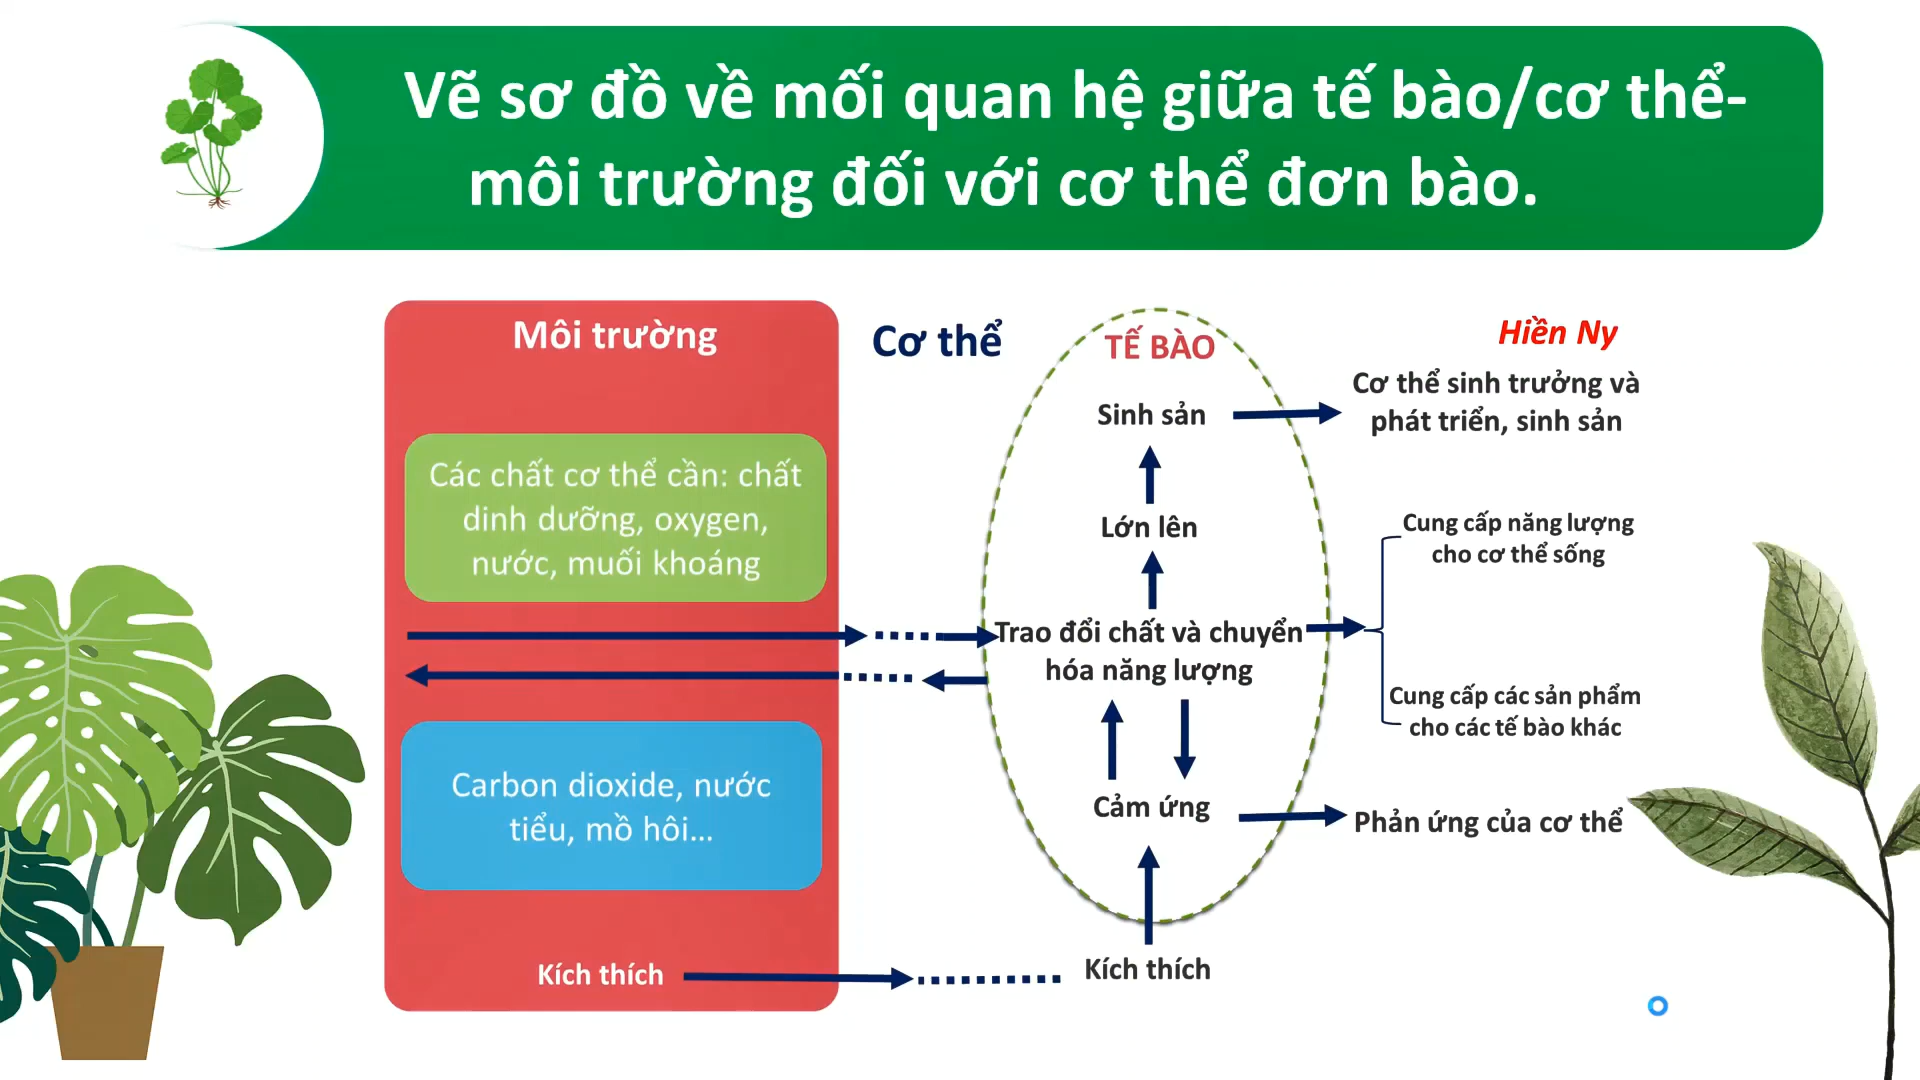 Vẽ sơ đồ về mối quan hệ giữa tế bào/cơ thể-
môi trường đối với cơ thể đơn bào.
Môi trường
Các chất cơ thể cần: chất
dinh dưỡng, oxygen,
nước, muối khoáng
Carbon dioxide, nước
tiểu, mồ hôi...
Kích thích
Cơ thể
TẾ BÀO
Sinh sản
Lớn lên
Trao đổi chất và chuyển
hóa năng lượng
Cảm ứng
Kích thích
Hiền Ny
Cơ thể sinh trưởng và
phát triển, sinh sản
Cung cấp năng lượng
cho cơ thể sống
Cung cấp các sản phẩm
cho các tế bào khác
Phản ứng của cơ thể